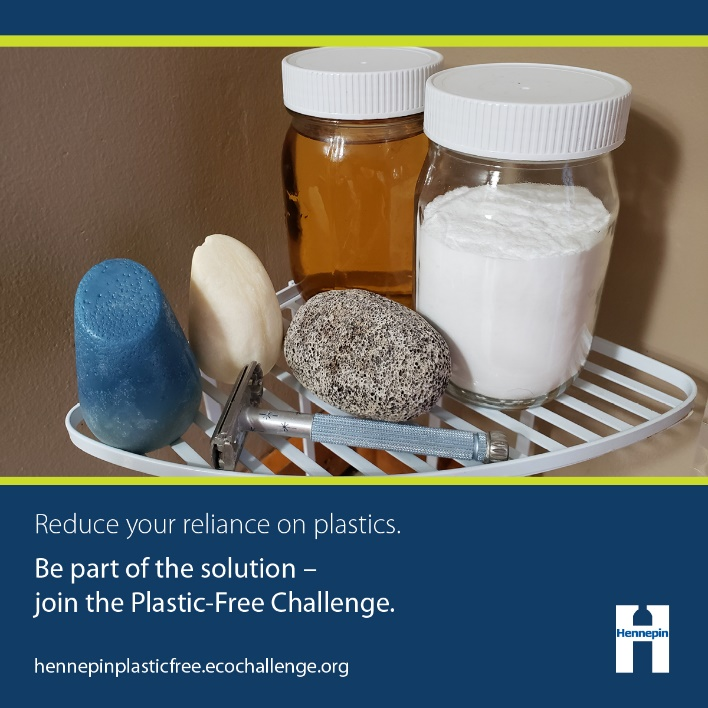 Reduce your reliance on plastics.
Be part of the solution –
join the Plastic-Free Challenge.
Hennepin
hennepinplasticfree.ecochallenge.org